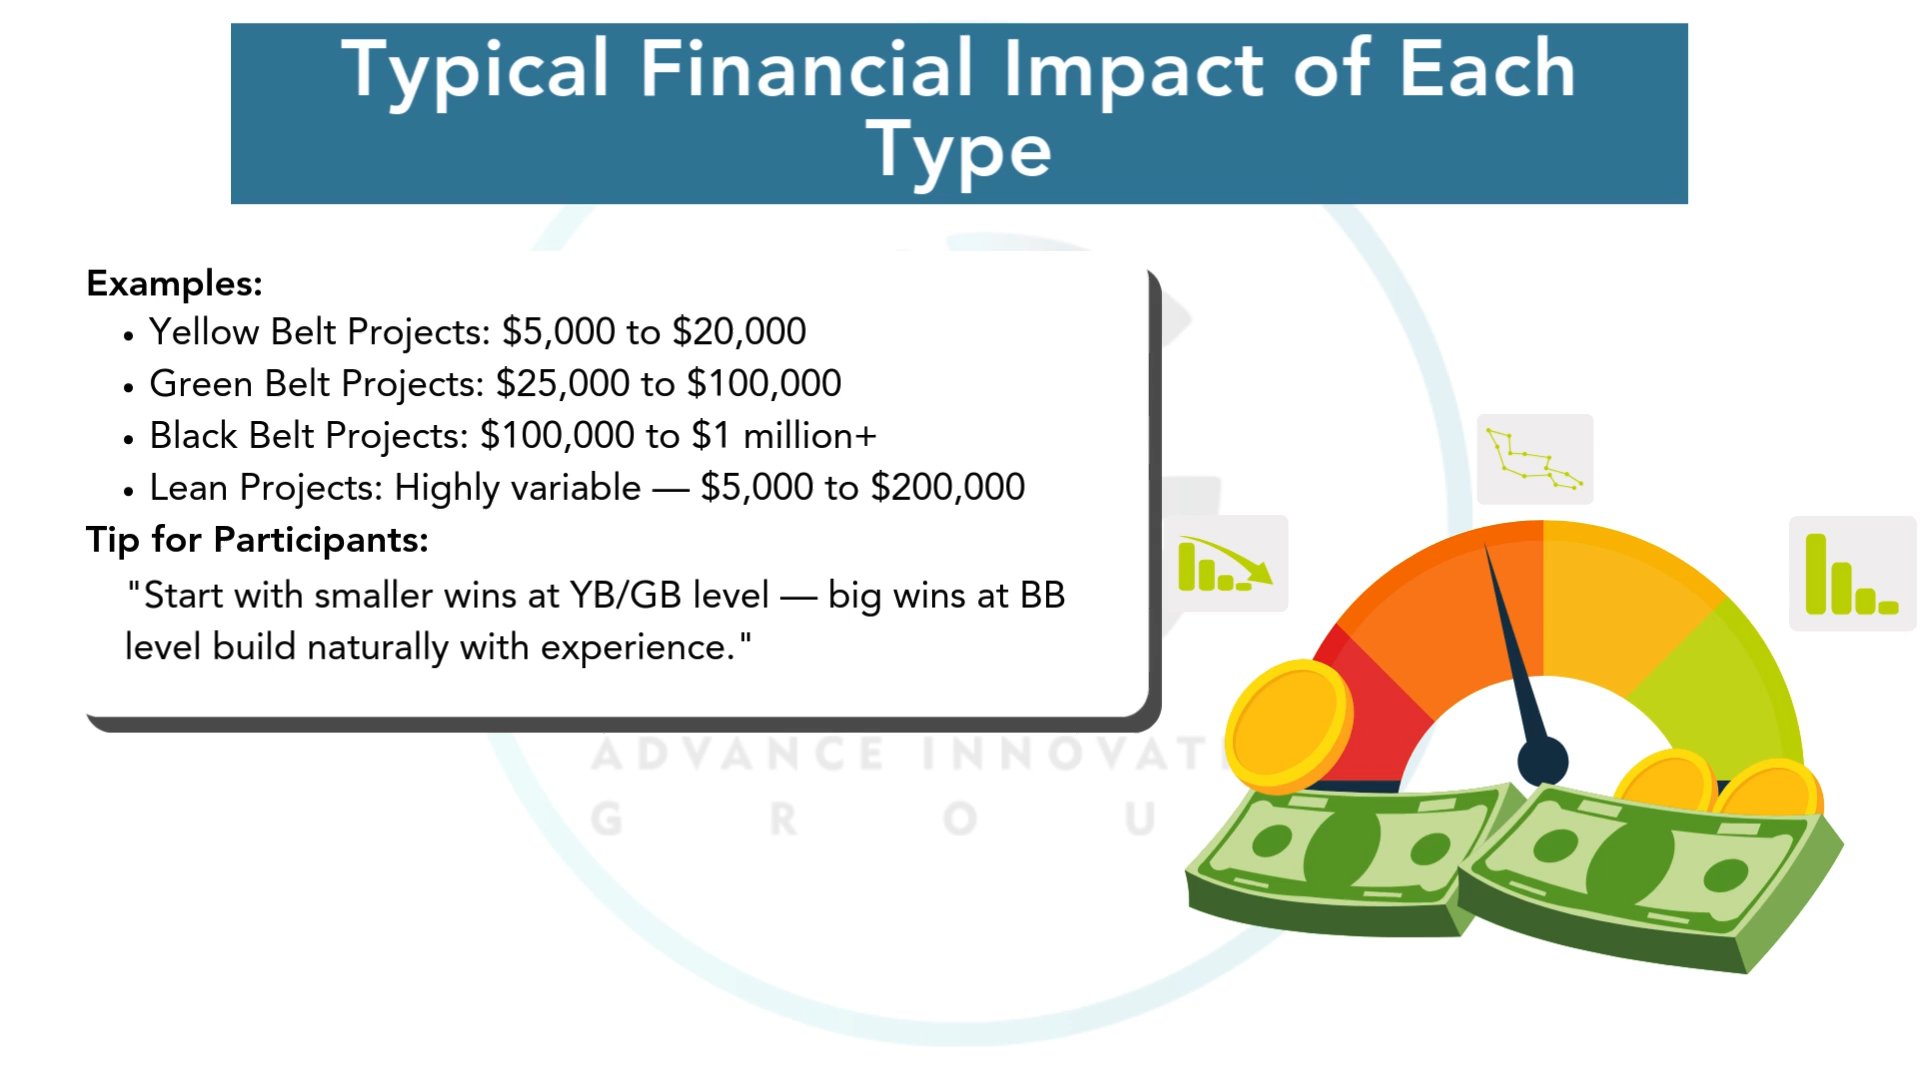 Typical Financial Impact of Each
Type
Examples:
• Yellow Belt Projects: $5,000 to $20,000
• Green Belt Projects: $25,000 to $100,000
• Black Belt Projects: $100,000 to $1 million+
• Lean Projects: Highly variable — $5,000 to $200,000
Tip for Participants:
"Start with smaller wins at YB/GB level — big wins at BB
level build naturally with experience."
ADVANCE INNOVAT
G R O U